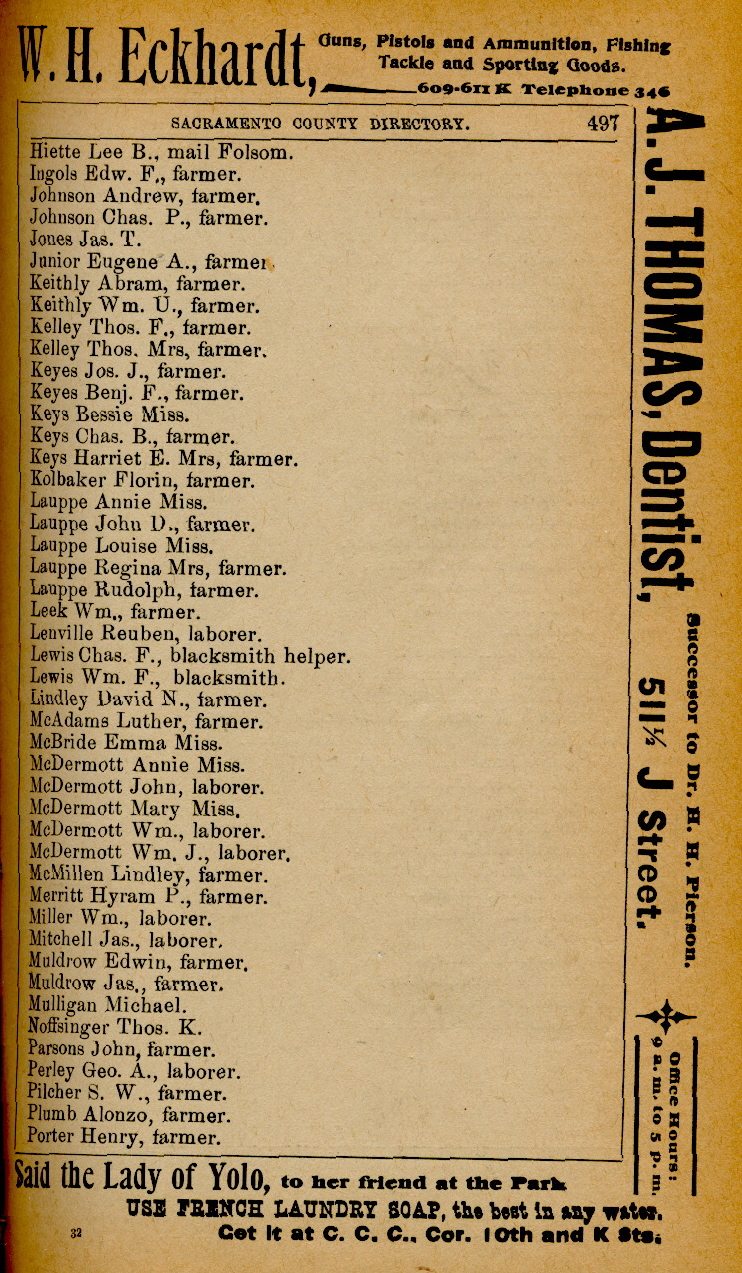 W. H. Eckhardt,
Guns, Pistols and Ammunition, Fishing
Tackle and Sporting Goods.
609-611 K Telephone 346
SACRAMENTO COUNTY DIRECTORY. 497
Hiette Lee B., mail Folsom.
Ingols Edw. F., farmer.
Johnson Andrew, farmer.
Johnson Chas. P., farmer.
Jones Jas. T.
Junior Eugene A., farmer.
Keithly Abram, farmer.
Keithly Wm. U., farmer.
Kelley Thos. F., farmer.
Kelley Thos. Mrs, farmer.
Keyes Jos. J., farmer.
Keyes Benj. F., farmer.
Keys Bessie Miss.
Keys Chas. B., farmer.
Keys Harriet E. Mrs, farmer.
Kolbaker Florin, farmer.
Lauppe Annie Miss.
Lauppe John D., farmer.
Lauppe Louise Miss.
Lauppe Regina Mrs, farmer.
Lauppe Rudolph, farmer.
Leek Wm., farmer.
Lenville Reuben, laborer.
Lewis Chas. F., blacksmith helper.
Lewis Wm. F., blacksmith.
Lindley David N., farmer.
McAdams Luther, farmer.
McBride Emma Miss.
McDermott Annie Miss.
McDermott John, laborer.
McDermott Mary Miss.
McDermott Wm., laborer.
McDermott Wm. J., laborer.
McMillen Lindley, farmer.
Merritt Hyram P., farmer.
Miller Wm., laborer.
Mitchell Jas., laborer.
Muldrow Edwin, farmer.
Muldrow Jas., farmer.
Mulligan Michael.
Noffsinger Thos. K.
Parsons John, farmer.
Perley Geo. A., laborer.
Pilcher S. W., farmer.
Plumb Alonzo, farmer.
Porter Henry, farmer.
A. J. THOMAS, Dentist,
Successor to Dr. H. H. Pierson.
511½ J Street.
Office Hours:
9 a. m. to 5 p. m.
Said the Lady of Yolo, to her friend at the Park
USE FRENCH LAUNDRY SOAP, the best in any water.
Get it at C. C. C., Cor. 10th and K Sts.
32